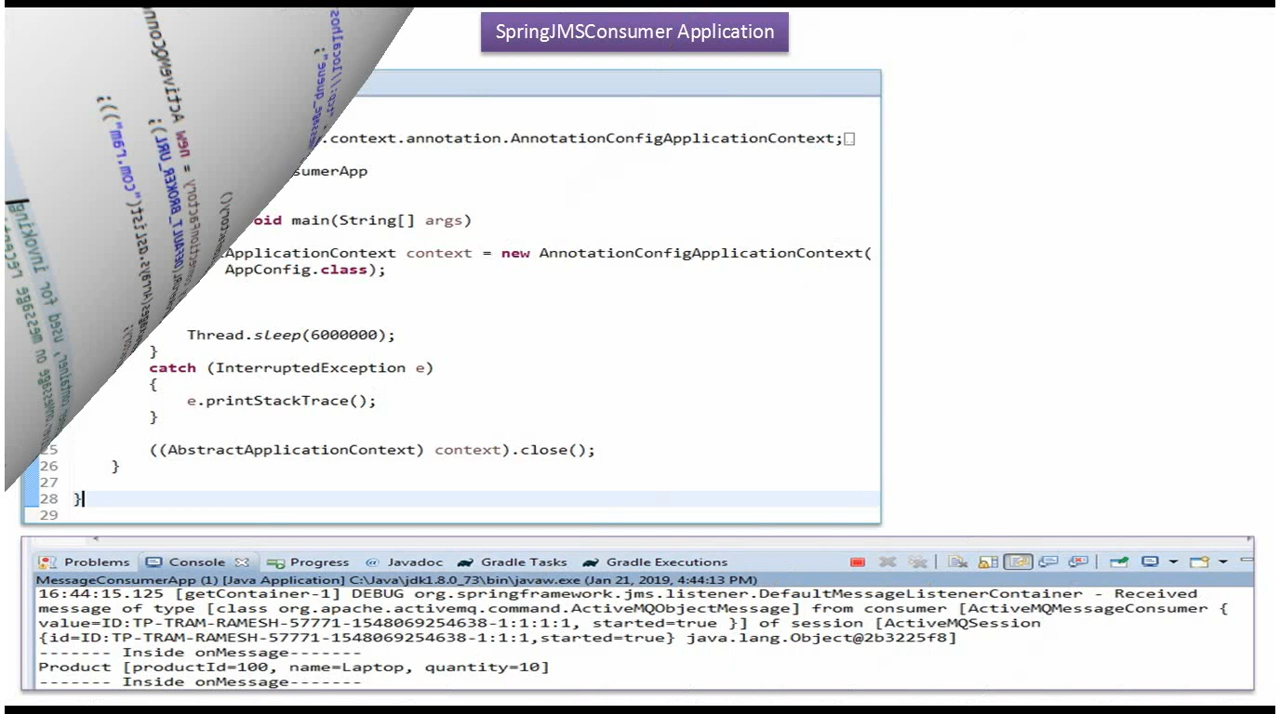 SpringJMSConsumer Application
.context.annotation.AnnotationConfigApplicationContext;
sumerApp
void main(String[] args)
ApplicationContext context = new AnnotationConfigApplicationContext(
AppConfig.class);
Thread.sleep(6000000);
}
catch (InterruptedException e)
{
e.printStackTrace();
}
25 ((AbstractApplicationContext) context).close();
26 }
27
28 }
29
Problems Console Progress @ Javadoc Gradle Tasks Gradle Executions
MessageConsumerApp (1) [Java Application] C:\Java\jdk1.8.0_73\bin\javaw.exe (Jan 21, 2019, 4:44:13 PM)
16:44:15.125 [getContainer-1] DEBUG org.springframework.jms.listener.DefaultMessageListenerContainer - Received
message of type [class org.apache.activemq.command.ActiveMQObjectMessage] from consumer [ActiveMQMessageConsumer {
value=ID:TP-TRAM-RAMESH-57771-1548069254638-1:1:1:1, started=true }] of session [ActiveMQSession
{id=ID:TP-TRAM-RAMESH-57771-1548069254638-1:1:1,started=true} java.lang.Object@2b3225f8]
------- Inside onMessage-------
Product [productId=100, name=Laptop, quantity=10]
------- Inside onMessage-------